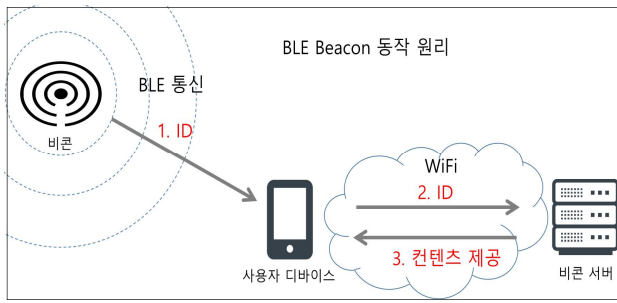 BLE Beacon 동작 원리
BLE 통신
1. ID
비콘
WiFi
2. ID
3. 컨텐츠 제공
사용자 디바이스
비콘 서버